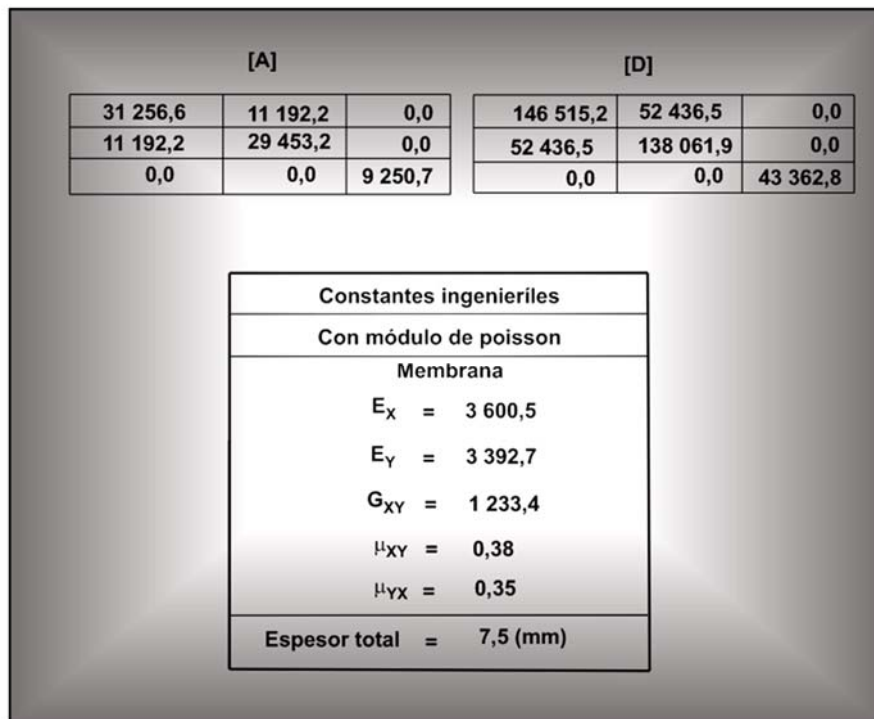 [A] [D]
31 256,6 11 192,2 0,0 146 515,2 52 436,5 0,0
11 192,2 29 453,2 0,0 52 436,5 138 061,9 0,0
0,0 0,0 9 250,7 0,0 0,0 43 362,8
Constantes ingenieríles
Con módulo de poisson
Membrana
EX = 3 600,5
EY = 3 392,7
GXY = 1 233,4
μXY = 0,38
μYX = 0,35
Espesor total = 7,5 (mm)